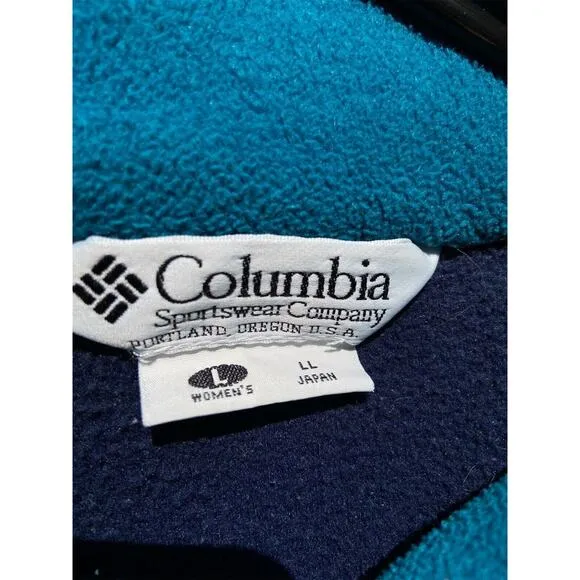 Columbia
Sportswear Company
PORTLAND, OREGON U.S.A.
L LL
WOMEN'S JAPAN